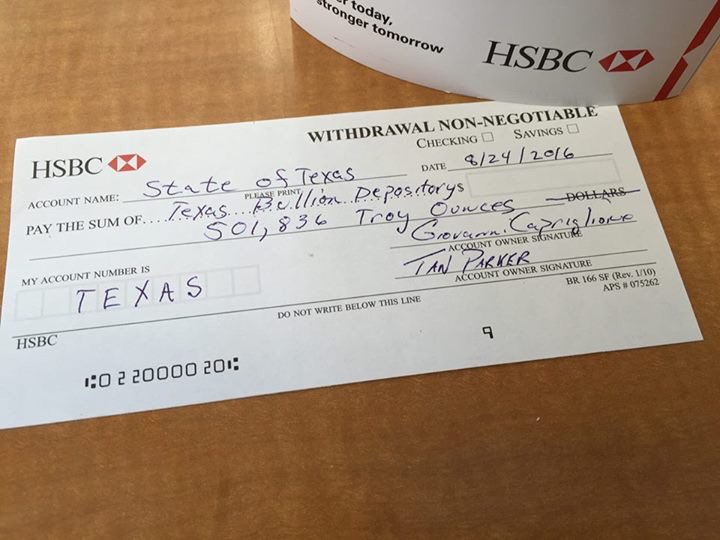 r today,
stronger tomorrow
HSBC
WITHDRAWAL NON-NEGOTIABLE
CHECKING SAVINGS
HSBC
DATE 8/24/2016
ACCOUNT NAME: State of Texas
PLEASE PRINT
PAY THE SUM OF.... Texas Bullion Depositorys
501,836 Troy Ounces DOLLARS
Giovanni Capriglione
ACCOUNT OWNER SIGNATURE
TAN PARKER
ACCOUNT OWNER SIGNATURE
MY ACCOUNT NUMBER IS
TEXAS
BR 166 SF (Rev. 1/10)
APS # 075262
DO NOT WRITE BELOW THIS LINE
HSBC
9
⑆022000020⑆